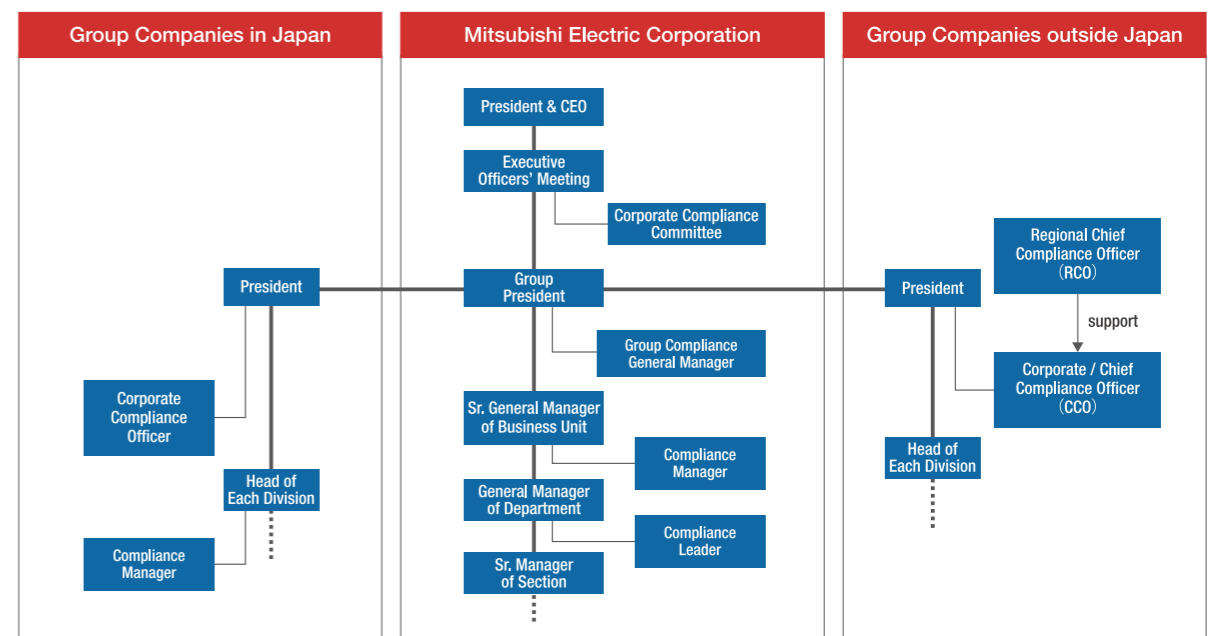 Group Companies in Japan
Mitsubishi Electric Corporation
Group Companies outside Japan
President
Corporate
Compliance
Officer
Head of
Each Division
Compliance
Manager
President & CEO
Executive
Officers’ Meeting
Corporate Compliance
Committee
Group
President
Group Compliance
General Manager
Sr. General Manager
of Business Unit
Compliance
Manager
General Manager
of Department
Compliance
Leader
Sr. Manager
of Section
President
Regional Chief
Compliance Officer
（RCO）
support
Corporate / Chief
Compliance Officer
（CCO）
Head of
Each Division